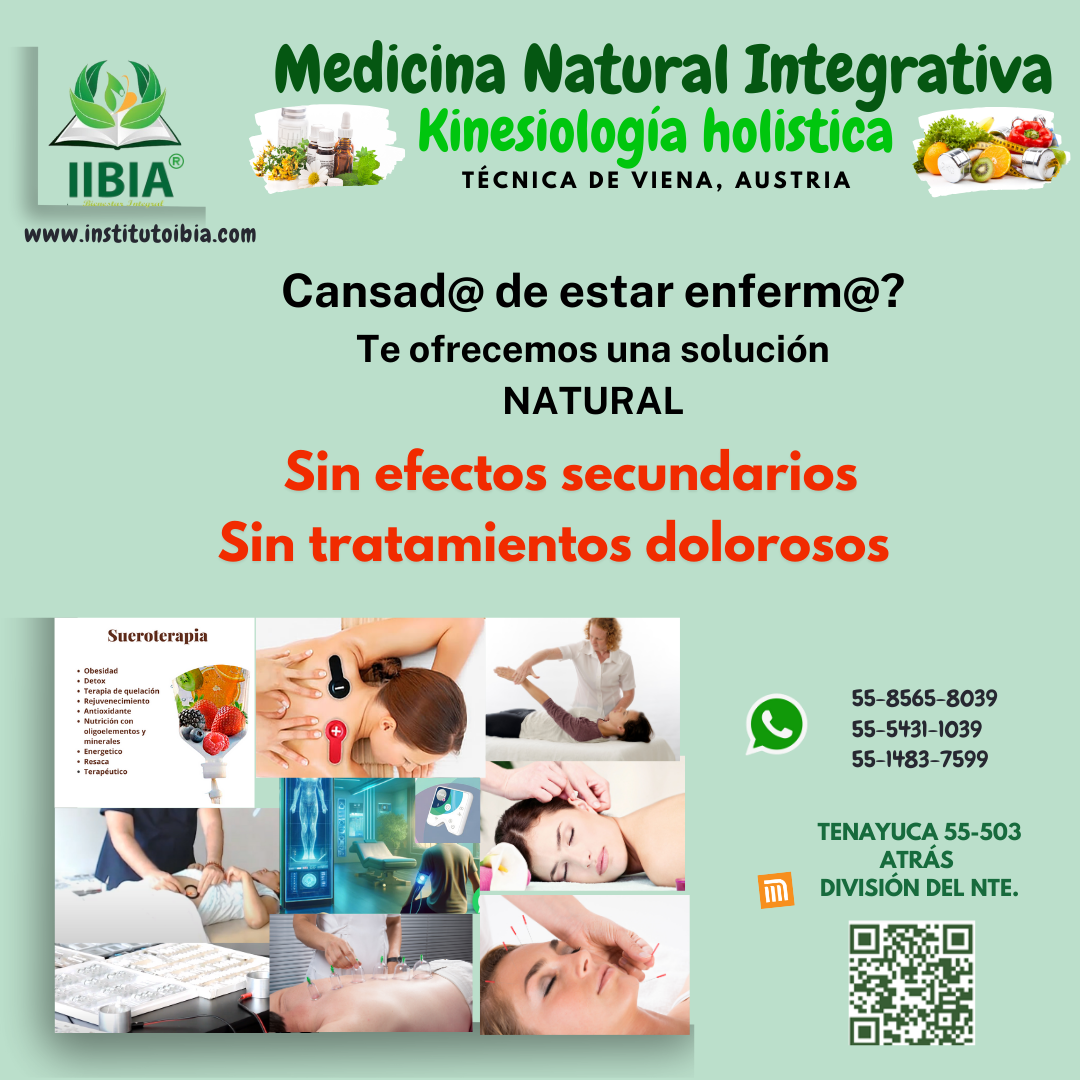 IIBIA®
Bienestar Integral
www.institutoibia.com
Medicina Natural Integrativa
Kinesiología holistica
TÉCNICA DE VIENA, AUSTRIA
Cansad@ de estar enferm@?
Te ofrecemos una solución
NATURAL
Sin efectos secundarios
Sin tratamientos dolorosos
Sueroterapia
Obesidad
Detox
Terapia de quelación
Rejuvenecimiento
Antioxidante
Nutrición con
oligoelementos y
minerales
Energetico
Resaca
Terapéutico
55-8565-8039
55-5431-1039
55-1483-7599
TENAYUCA 55-503
ATRÁS
DIVISIÓN DEL NTE.